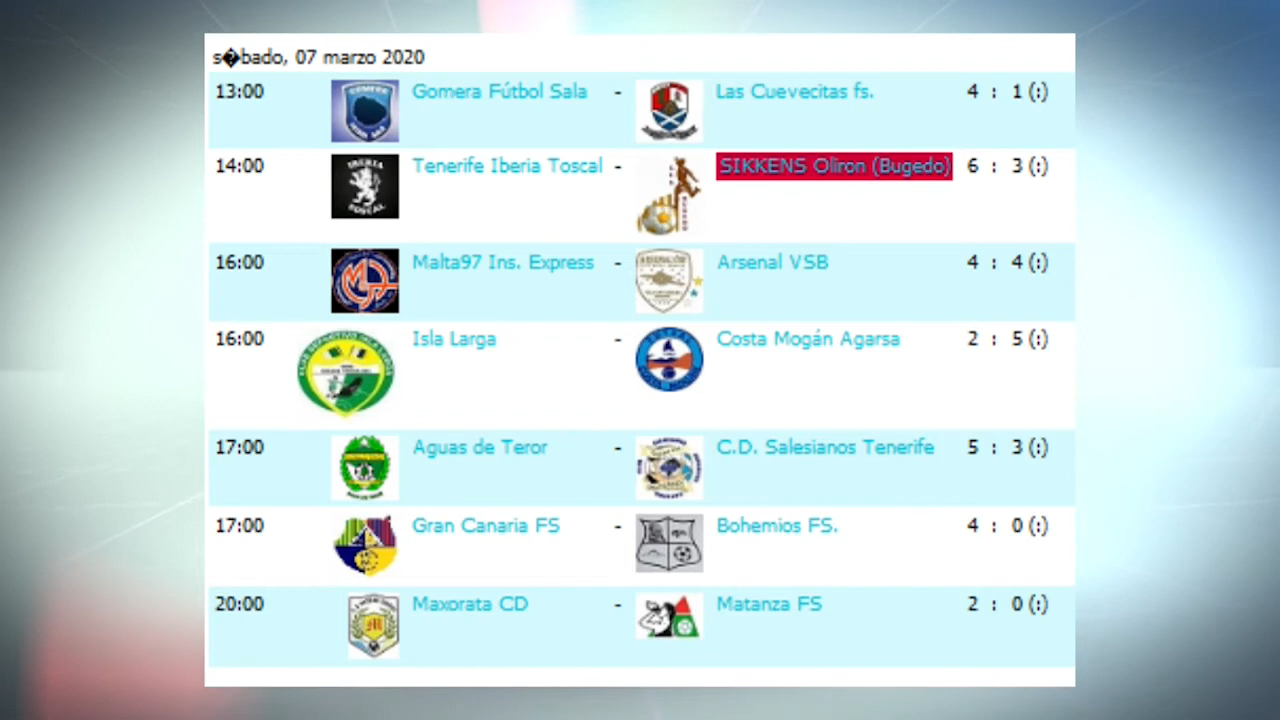 s�bado, 07 marzo 2020
13:00 Gomera Fútbol Sala - Las Cuevecitas fs. 4 : 1 (:)
14:00 IBERIA TOSCAL Tenerife Iberia Toscal - SIKKENS Oliron (Bugedo) 6 : 3 (:)
16:00 Malta97 Ins. Express - Arsenal VSB 4 : 4 (:)
16:00 Isla Larga - Costa Mogán Agarsa 2 : 5 (:)
17:00 Aguas de Teror - C.D. Salesianos Tenerife 5 : 3 (:)
17:00 Gran Canaria FS - Bohemios FS. 4 : 0 (:)
20:00 Maxorata CD - Matanza FS 2 : 0 (:)